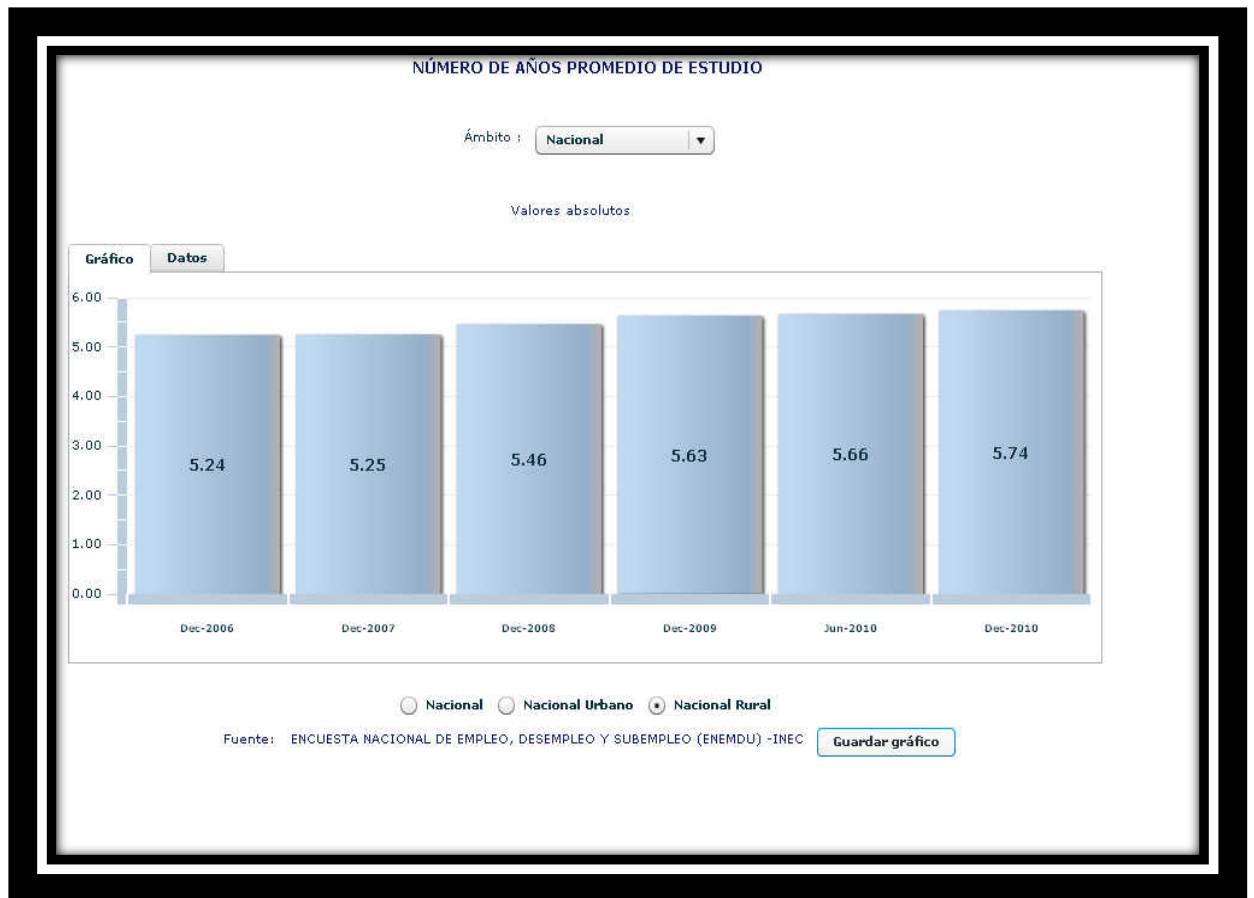 NÚMERO DE AÑOS PROMEDIO DE ESTUDIO
Ámbito : Nacional
Valores absolutos
Gráfico Datos
6.00
5.00
4.00
3.00
2.00
1.00
0.00
5.24 5.25 5.46 5.63 5.66 5.74
Dec-2006 Dec-2007 Dec-2008 Dec-2009 Jun-2010 Dec-2010
Nacional Nacional Urbano Nacional Rural
Fuente: ENCUESTA NACIONAL DE EMPLEO, DESEMPLEO Y SUBEMPLEO (ENEMDU) -INEC Guardar gráfico